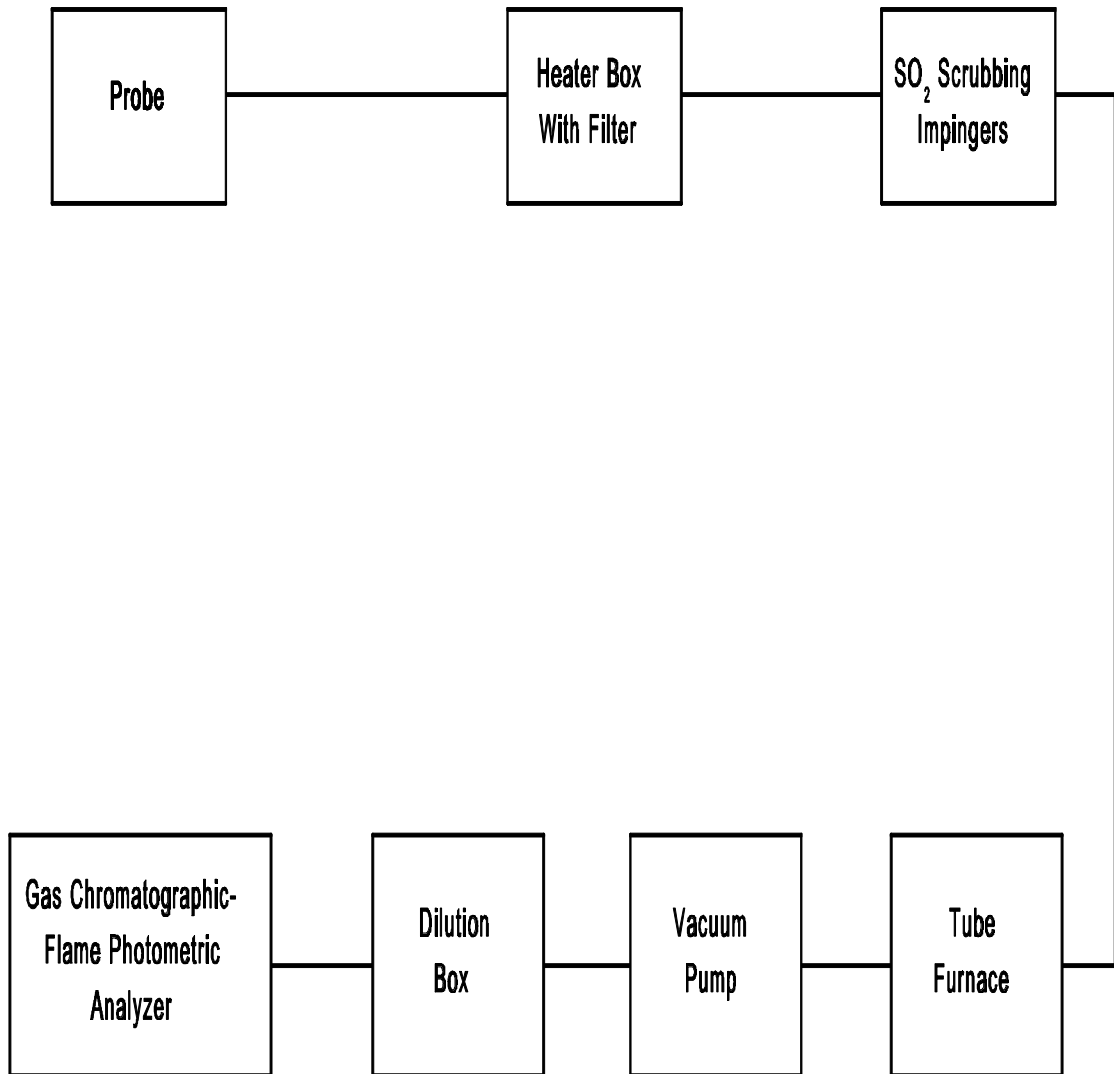 Probe
Heater Box
With Filter
SO₂ Scrubbing
Impingers
Gas Chromatographic-
Flame Photometric
Analyzer
Dilution
Box
Vacuum
Pump
Tube
Furnace